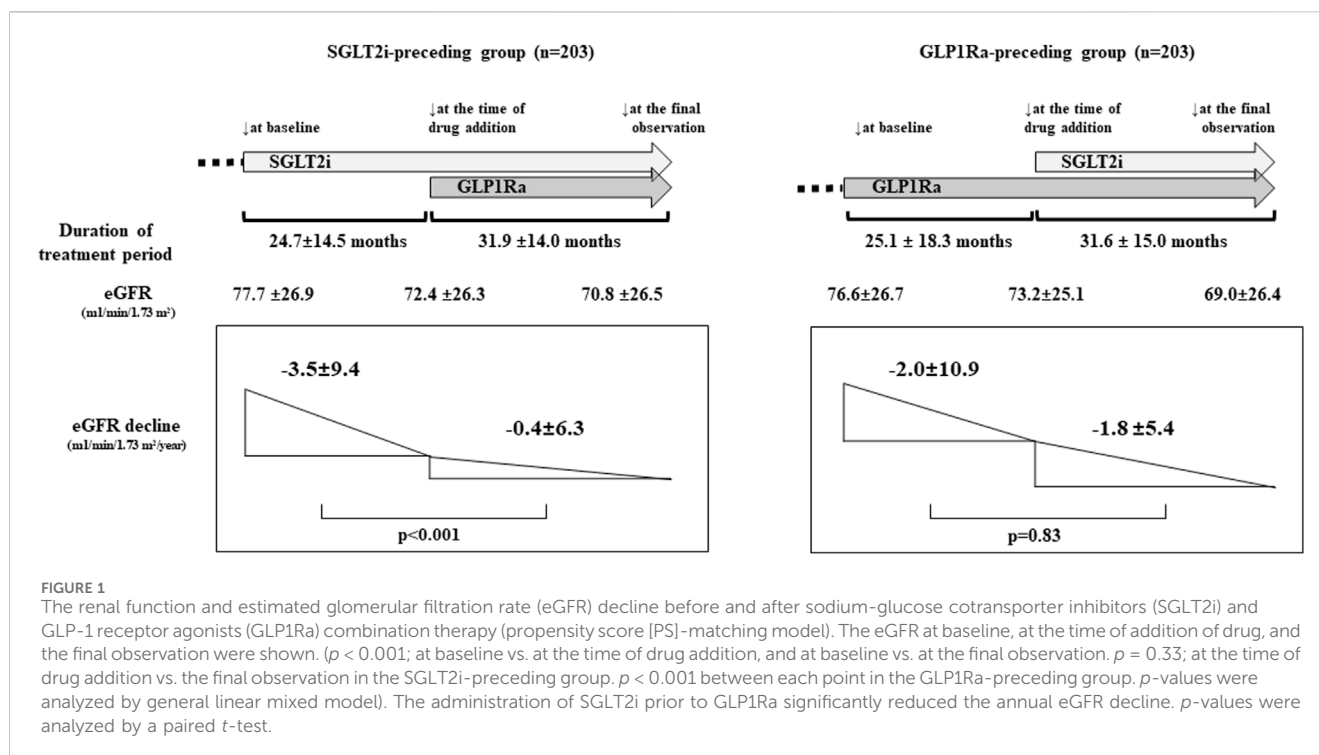 SGLT2i-preceding group (n=203)
GLP1Ra-preceding group (n=203)
↓at baseline
↓at the time of
drug addition
↓at the final
observation
↓at baseline
↓at the time of
drug addition
↓at the final
observation
SGLT2i
GLP1Ra
SGLT2i
GLP1Ra
Duration of
treatment period
24.7±14.5 months
31.9 ±14.0 months
25.1 ± 18.3 months
31.6 ± 15.0 months
eGFR
(ml/min/1.73 m²)
77.7 ±26.9
72.4 ±26.3
70.8 ±26.5
76.6±26.7
73.2±25.1
69.0±26.4
eGFR decline
(ml/min/1.73 m²/year)
-3.5±9.4
-0.4±6.3
p<0.001
-2.0±10.9
-1.8 ±5.4
p=0.83
FIGURE 1
The renal function and estimated glomerular filtration rate (eGFR) decline before and after sodium-glucose cotransporter inhibitors (SGLT2i) and
GLP-1 receptor agonists (GLP1Ra) combination therapy (propensity score [PS]-matching model). The eGFR at baseline, at the time of addition of drug, and
the final observation were shown. (p < 0.001; at baseline vs. at the time of drug addition, and at baseline vs. at the final observation. p = 0.33; at the time of
drug addition vs. the final observation in the SGLT2i-preceding group. p < 0.001 between each point in the GLP1Ra-preceding group. p-values were
analyzed by general linear mixed model). The administration of SGLT2i prior to GLP1Ra significantly reduced the annual eGFR decline. p-values were
analyzed by a paired t-test.